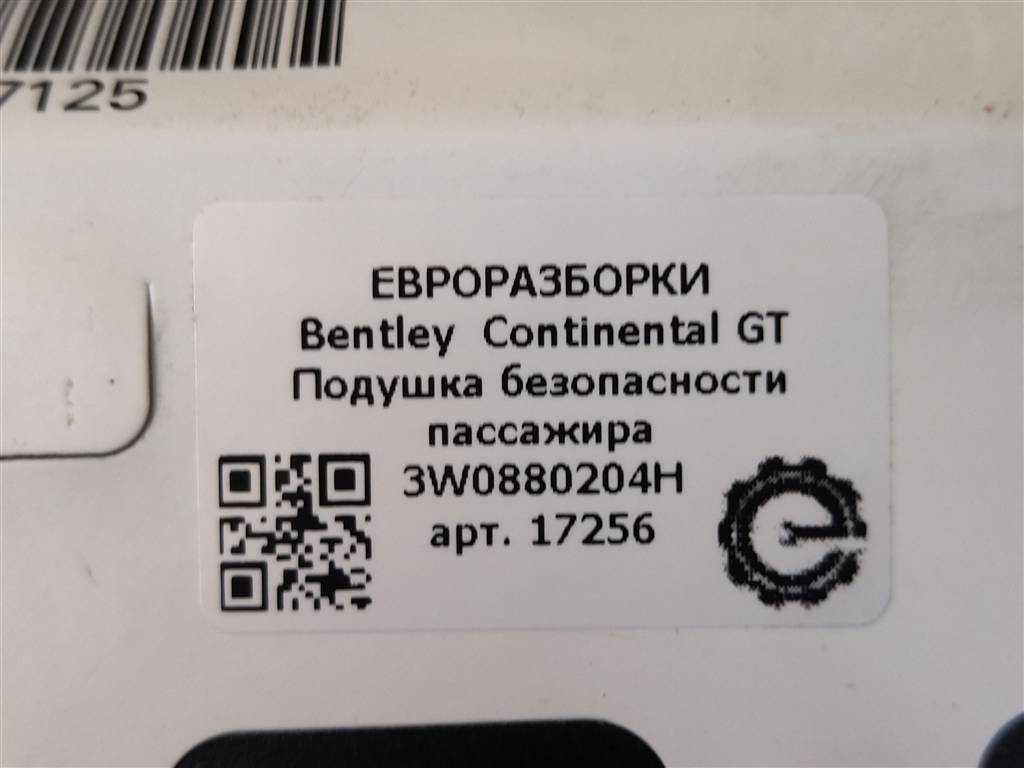 7125
ЕВРОРАЗБОРКИ
Bentley Continental GT
Подушка безопасности
пассажира
3W0880204H
арт. 17256